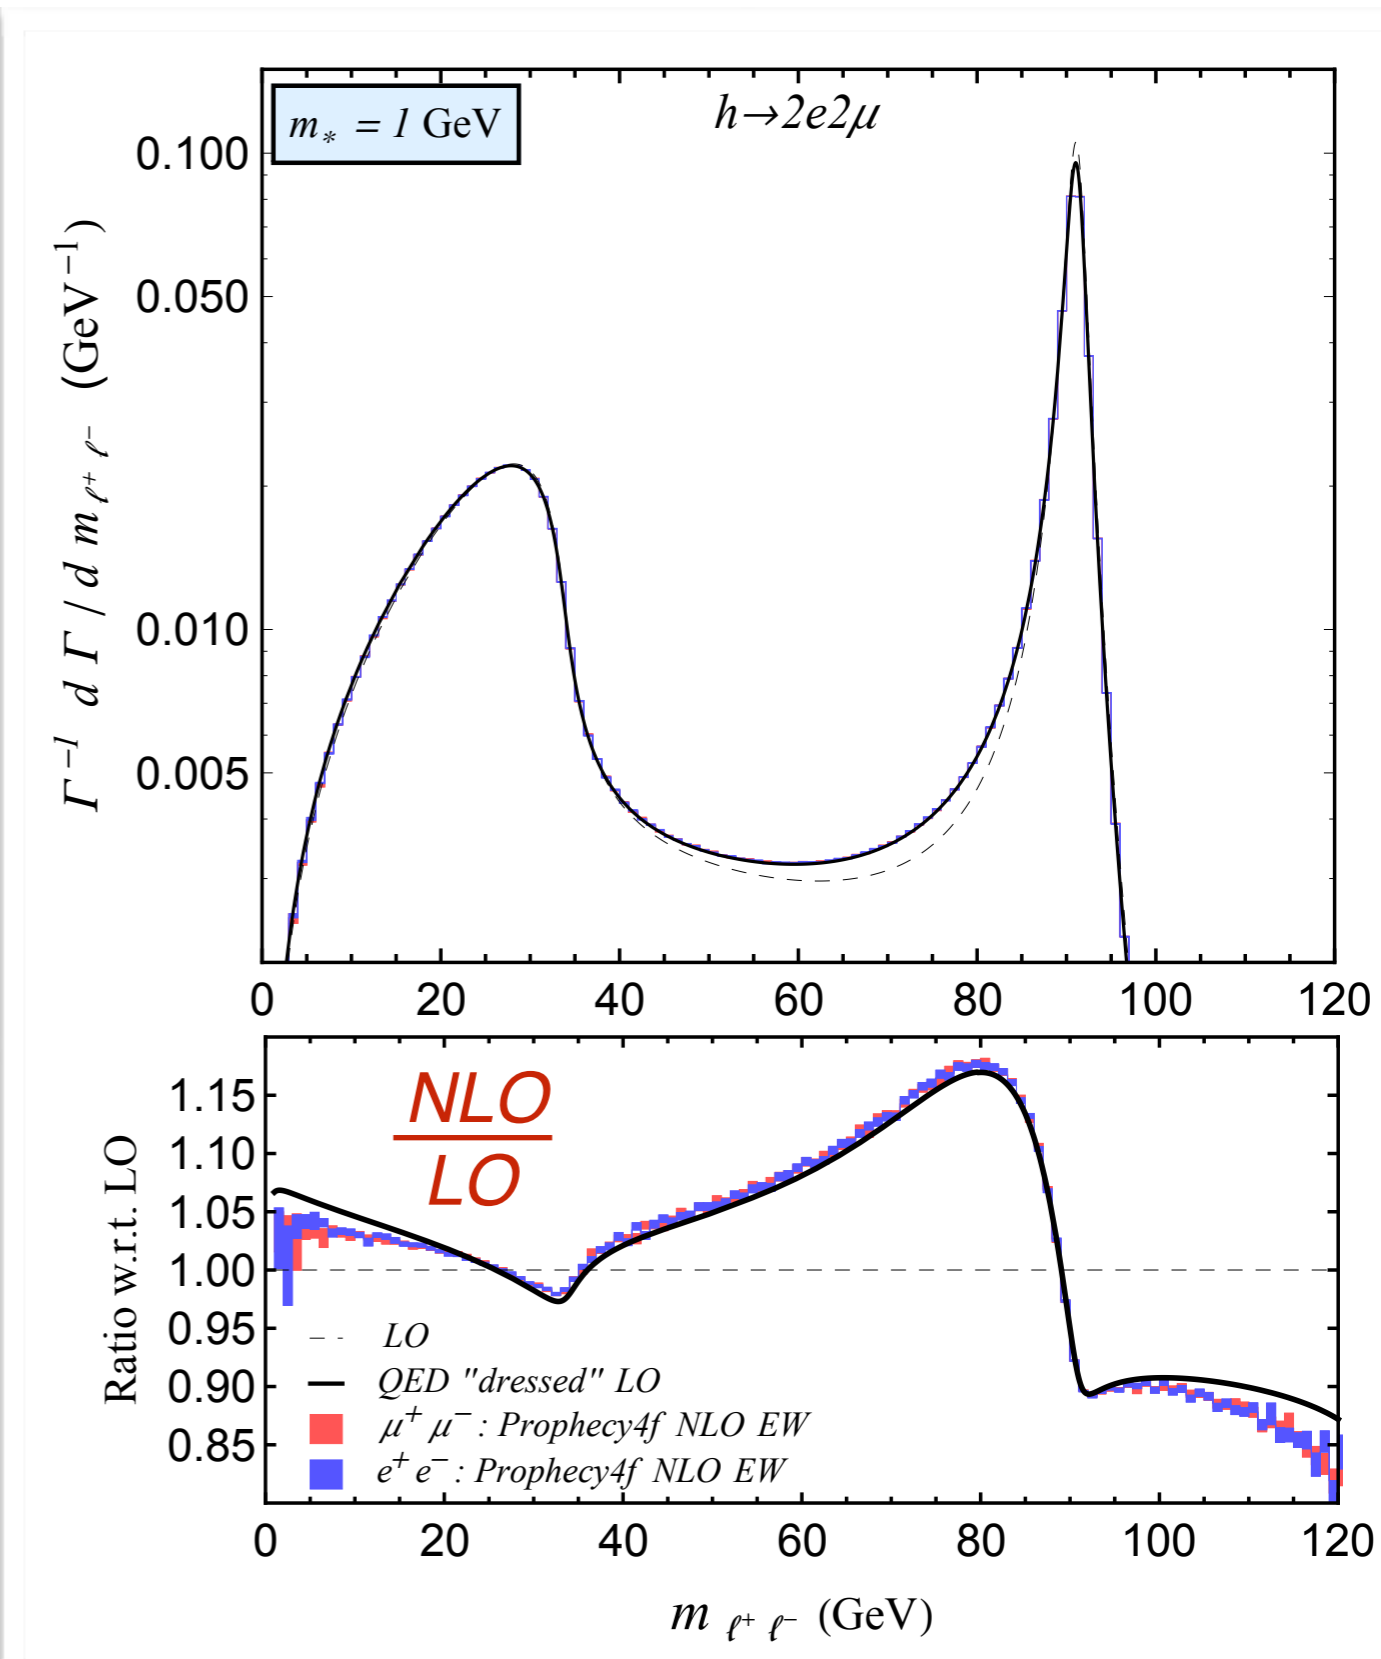 m* = 1 GeV
h→2e2μ
0.100
0.050
0.010
0.005
Γ⁻¹ d Γ / d m ℓ⁺ ℓ⁻ (GeV⁻¹)
0 20 40 60 80 100 120
NLO
LO
1.15
1.10
1.05
1.00
0.95
0.90
0.85
Ratio w.r.t. LO
LO
QED "dressed" LO
μ⁺ μ⁻ : Prophecy4f NLO EW
e⁺ e⁻ : Prophecy4f NLO EW
0 20 40 60 80 100 120
m ℓ⁺ ℓ⁻ (GeV)